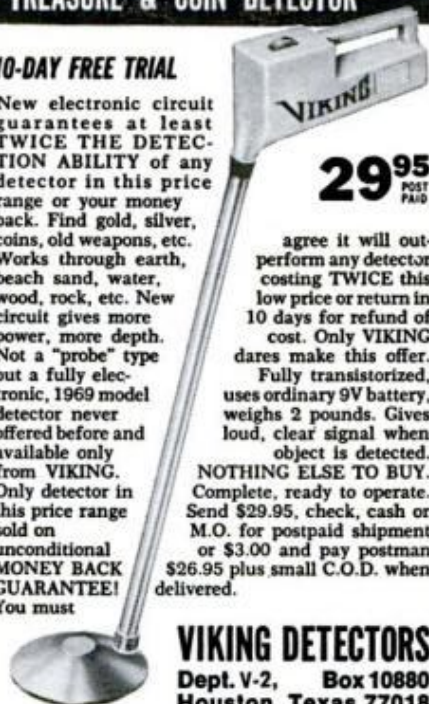 TREASURE & COIN DETECTOR
10-DAY FREE TRIAL
New electronic circuit
guarantees at least
TWICE THE DETEC-
TION ABILITY of any
detector in this price
range or your money
back. Find gold, silver,
coins, old weapons, etc.
Works through earth,
beach sand, water,
wood, rock, etc. New
circuit gives more
power, more depth.
Not a "probe" type
but a fully elec-
tronic, 1969 model
detector never
offered before and
available only
from VIKING.
Only detector in
this price range
sold on
unconditional
MONEY BACK
GUARANTEE!
You must
VIKING
29 95
POST
PAID
agree it will out-
perform any detector
costing TWICE this
low price or return in
10 days for refund of
cost. Only VIKING
dares make this offer.
Fully transistorized,
uses ordinary 9V battery,
weighs 2 pounds. Gives
loud, clear signal when
object is detected.
NOTHING ELSE TO BUY.
Complete, ready to operate.
Send $29.95, check, cash or
M.O. for postpaid shipment
or $3.00 and pay postman
$26.95 plus small C.O.D. when
delivered.
VIKING DETECTORS
Dept. V-2, Box 10880
Houston, Texas 77018